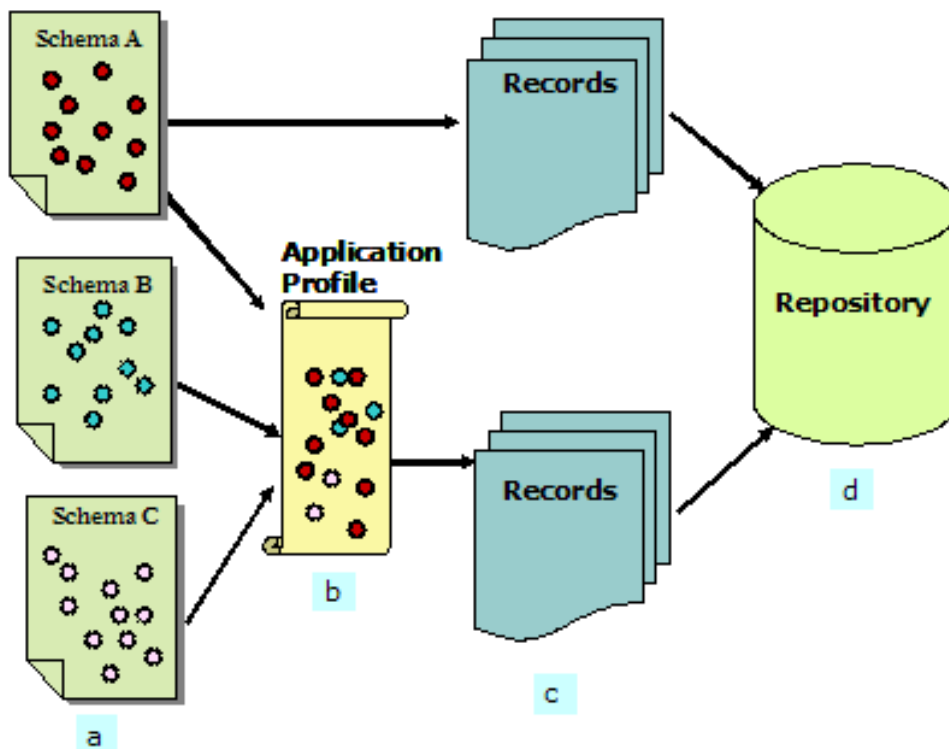 Schema A
Records
Schema B
Application
Profile
Repository
Schema C
Records
a
b
c
d